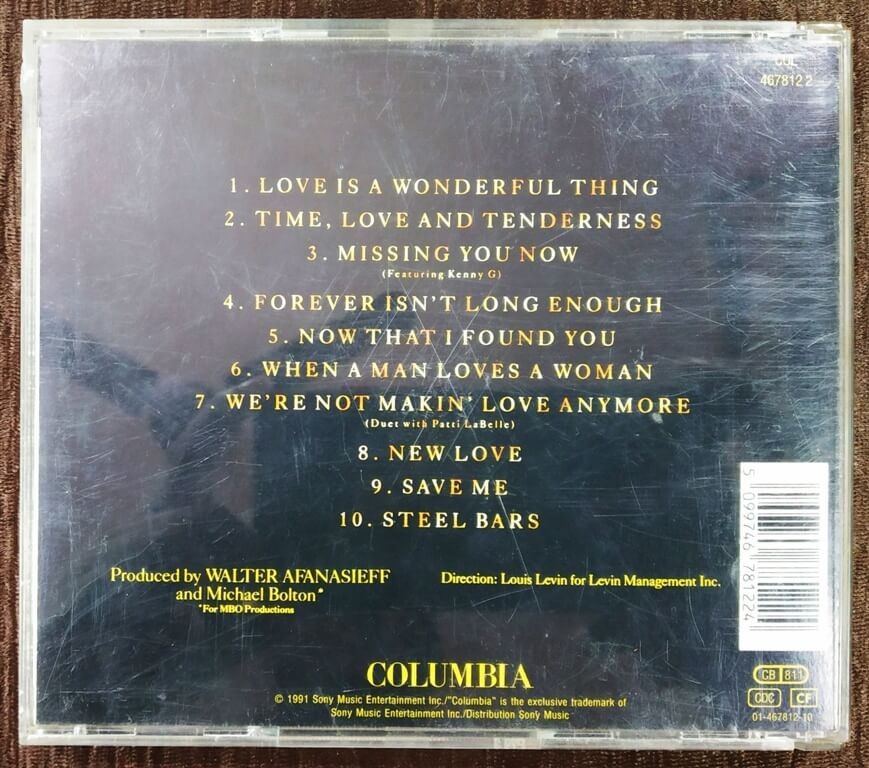 COL
467812 2
1. LOVE IS A WONDERFUL THING
2. TIME, LOVE AND TENDERNESS
3. MISSING YOU NOW
(Featuring Kenny G)
4. FOREVER ISN'T LONG ENOUGH
5. NOW THAT I FOUND YOU
6. WHEN A MAN LOVES A WOMAN
7. WE'RE NOT MAKIN' LOVE ANYMORE
(Duet with Patti LaBelle)
8. NEW LOVE
9. SAVE ME
10. STEEL BARS
5 099746 781224
Produced by WALTER AFANASIEFF
and Michael Bolton*
*For MBO Productions
Direction: Louis Levin for Levin Management Inc.
COLUMBIA
© 1991 Sony Music Entertainment Inc./"Columbia" is the exclusive trademark of
Sony Music Entertainment Inc./Distribution Sony Music
CB 811
CDC CF
01-467812-10